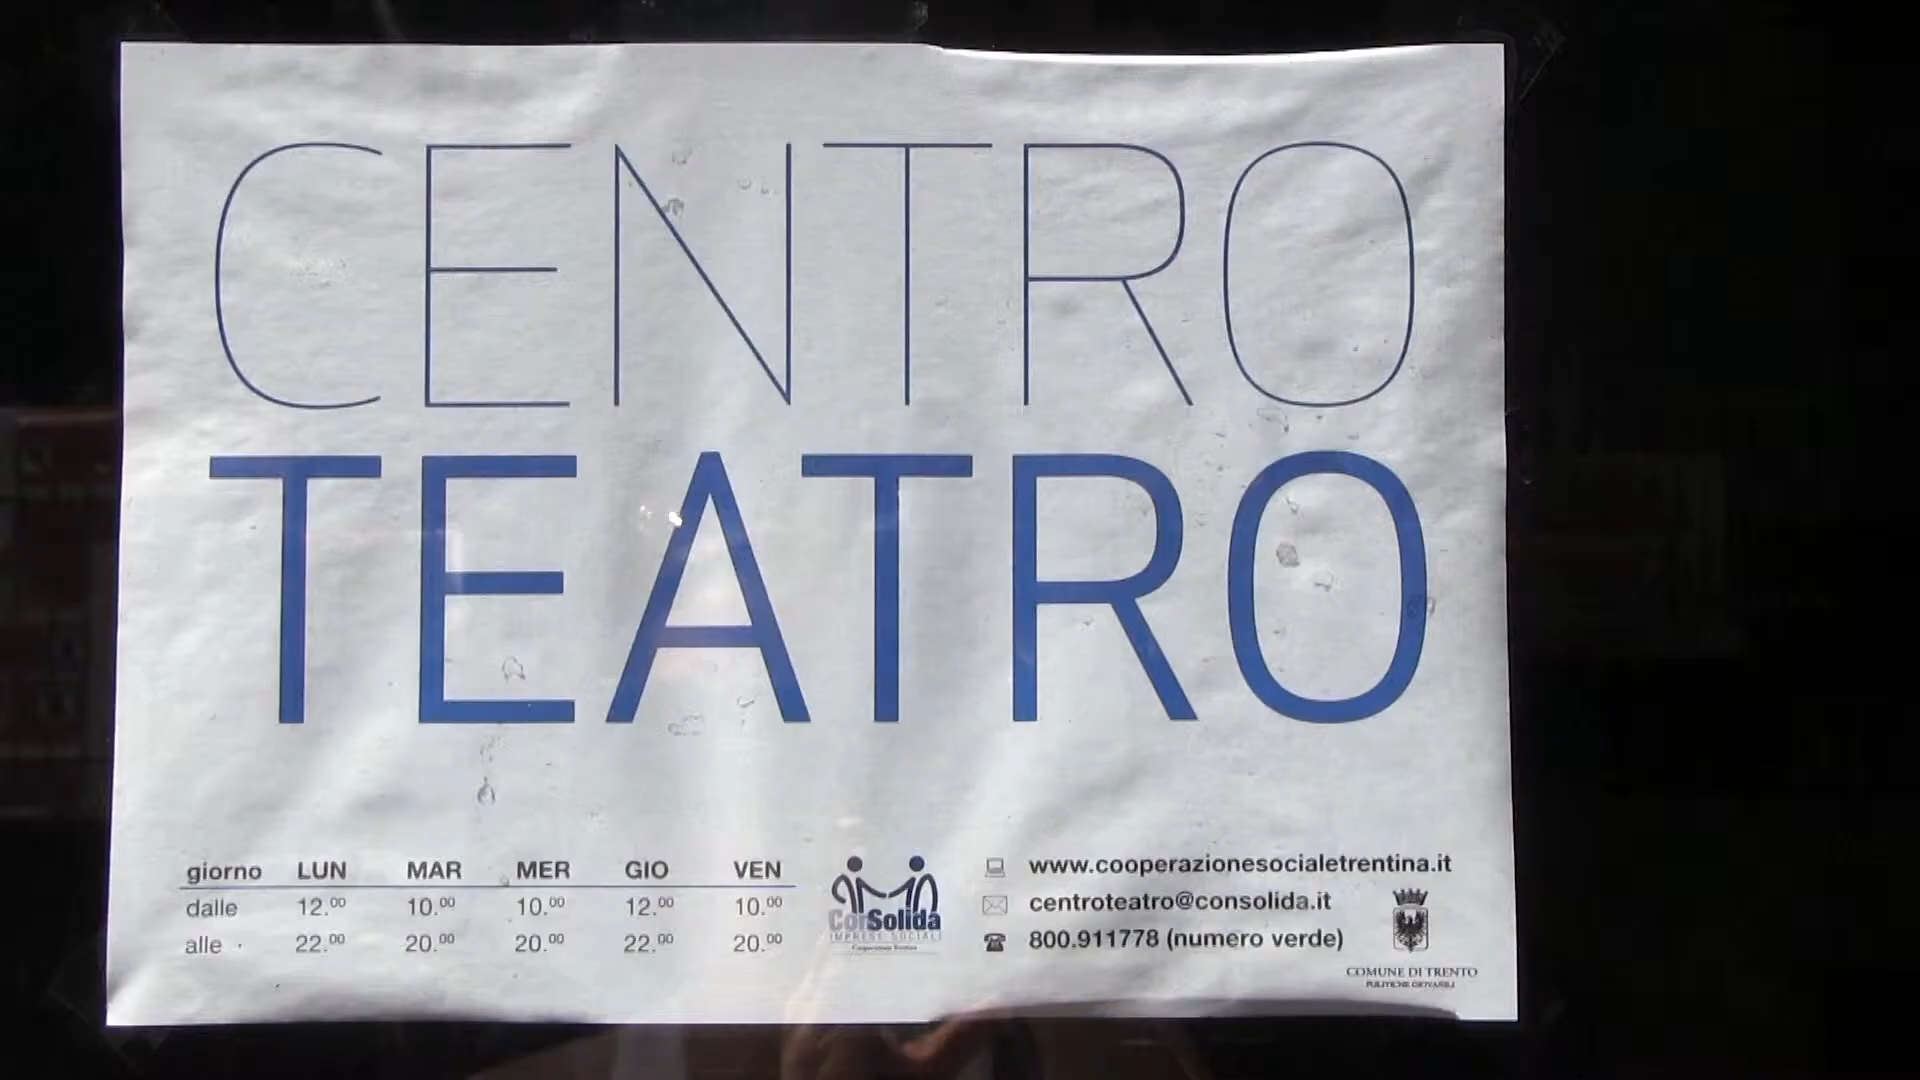 CENTRO
TEATRO
giorno LUN MAR MER GIO VEN
dalle 12.00 10.00 10.00 12.00 10.00
alle 22.00 20.00 20.00 22.00 20.00
ConSolida
IMPRESE SOCIALI
www.cooperazionesocialetrentina.it
centroteatro@consolida.it
800.911778 (numero verde)
COMUNE DI TRENTO
POLITICHE GIOVANILI